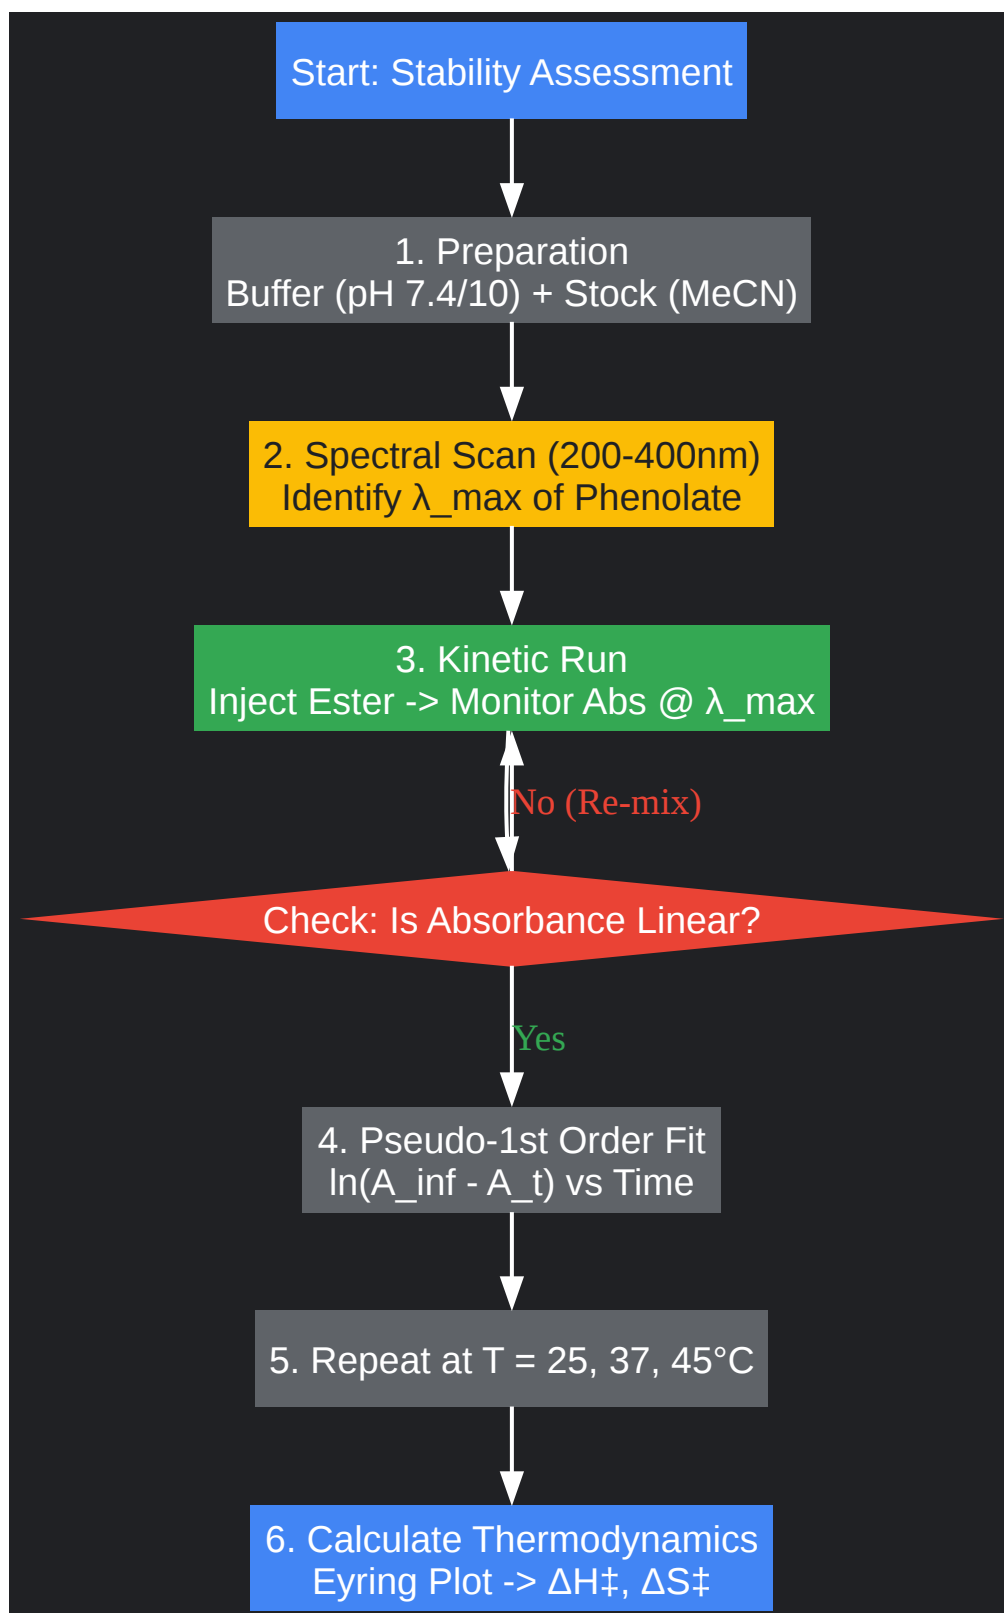 Start: Stability Assessment
1. Preparation
Buffer (pH 7.4/10) + Stock (MeCN)
2. Spectral Scan (200-400nm)
Identify λ_max of Phenolate
3. Kinetic Run
Inject Ester -> Monitor Abs @ λ_max
No (Re-mix)
Check: Is Absorbance Linear?
Yes
4. Pseudo-1st Order Fit
ln(A_inf - A_t) vs Time
5. Repeat at T = 25, 37, 45°C
6. Calculate Thermodynamics
Eyring Plot -> ΔH‡, ΔS‡